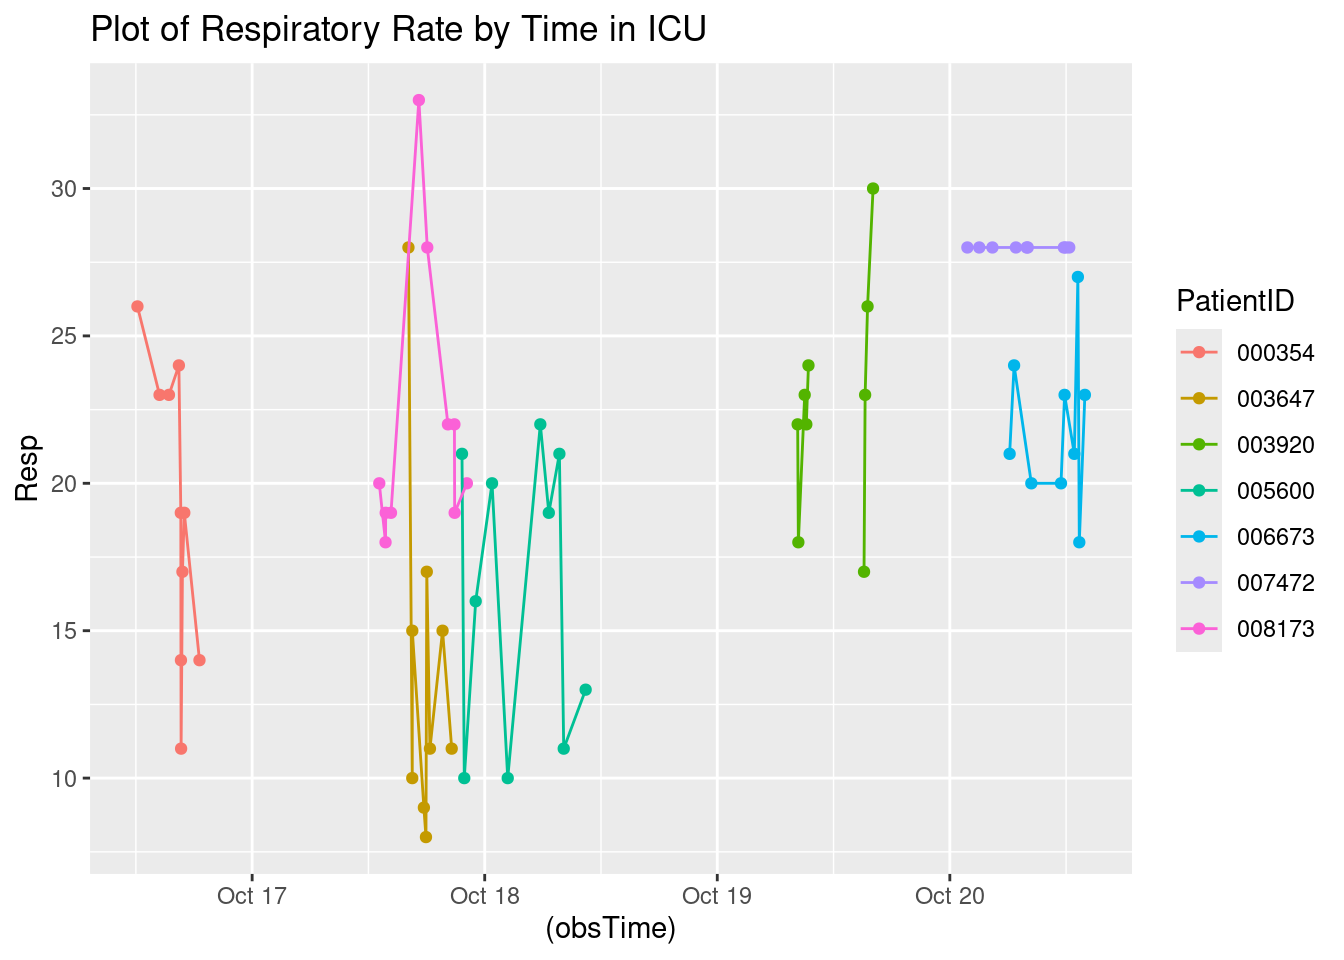 Plot of Respiratory Rate by Time in ICU
30
25
20
15
10
Resp
Oct 17
Oct 18
Oct 19
Oct 20
(obsTime)
PatientID
000354
003647
003920
005600
006673
007472
008173